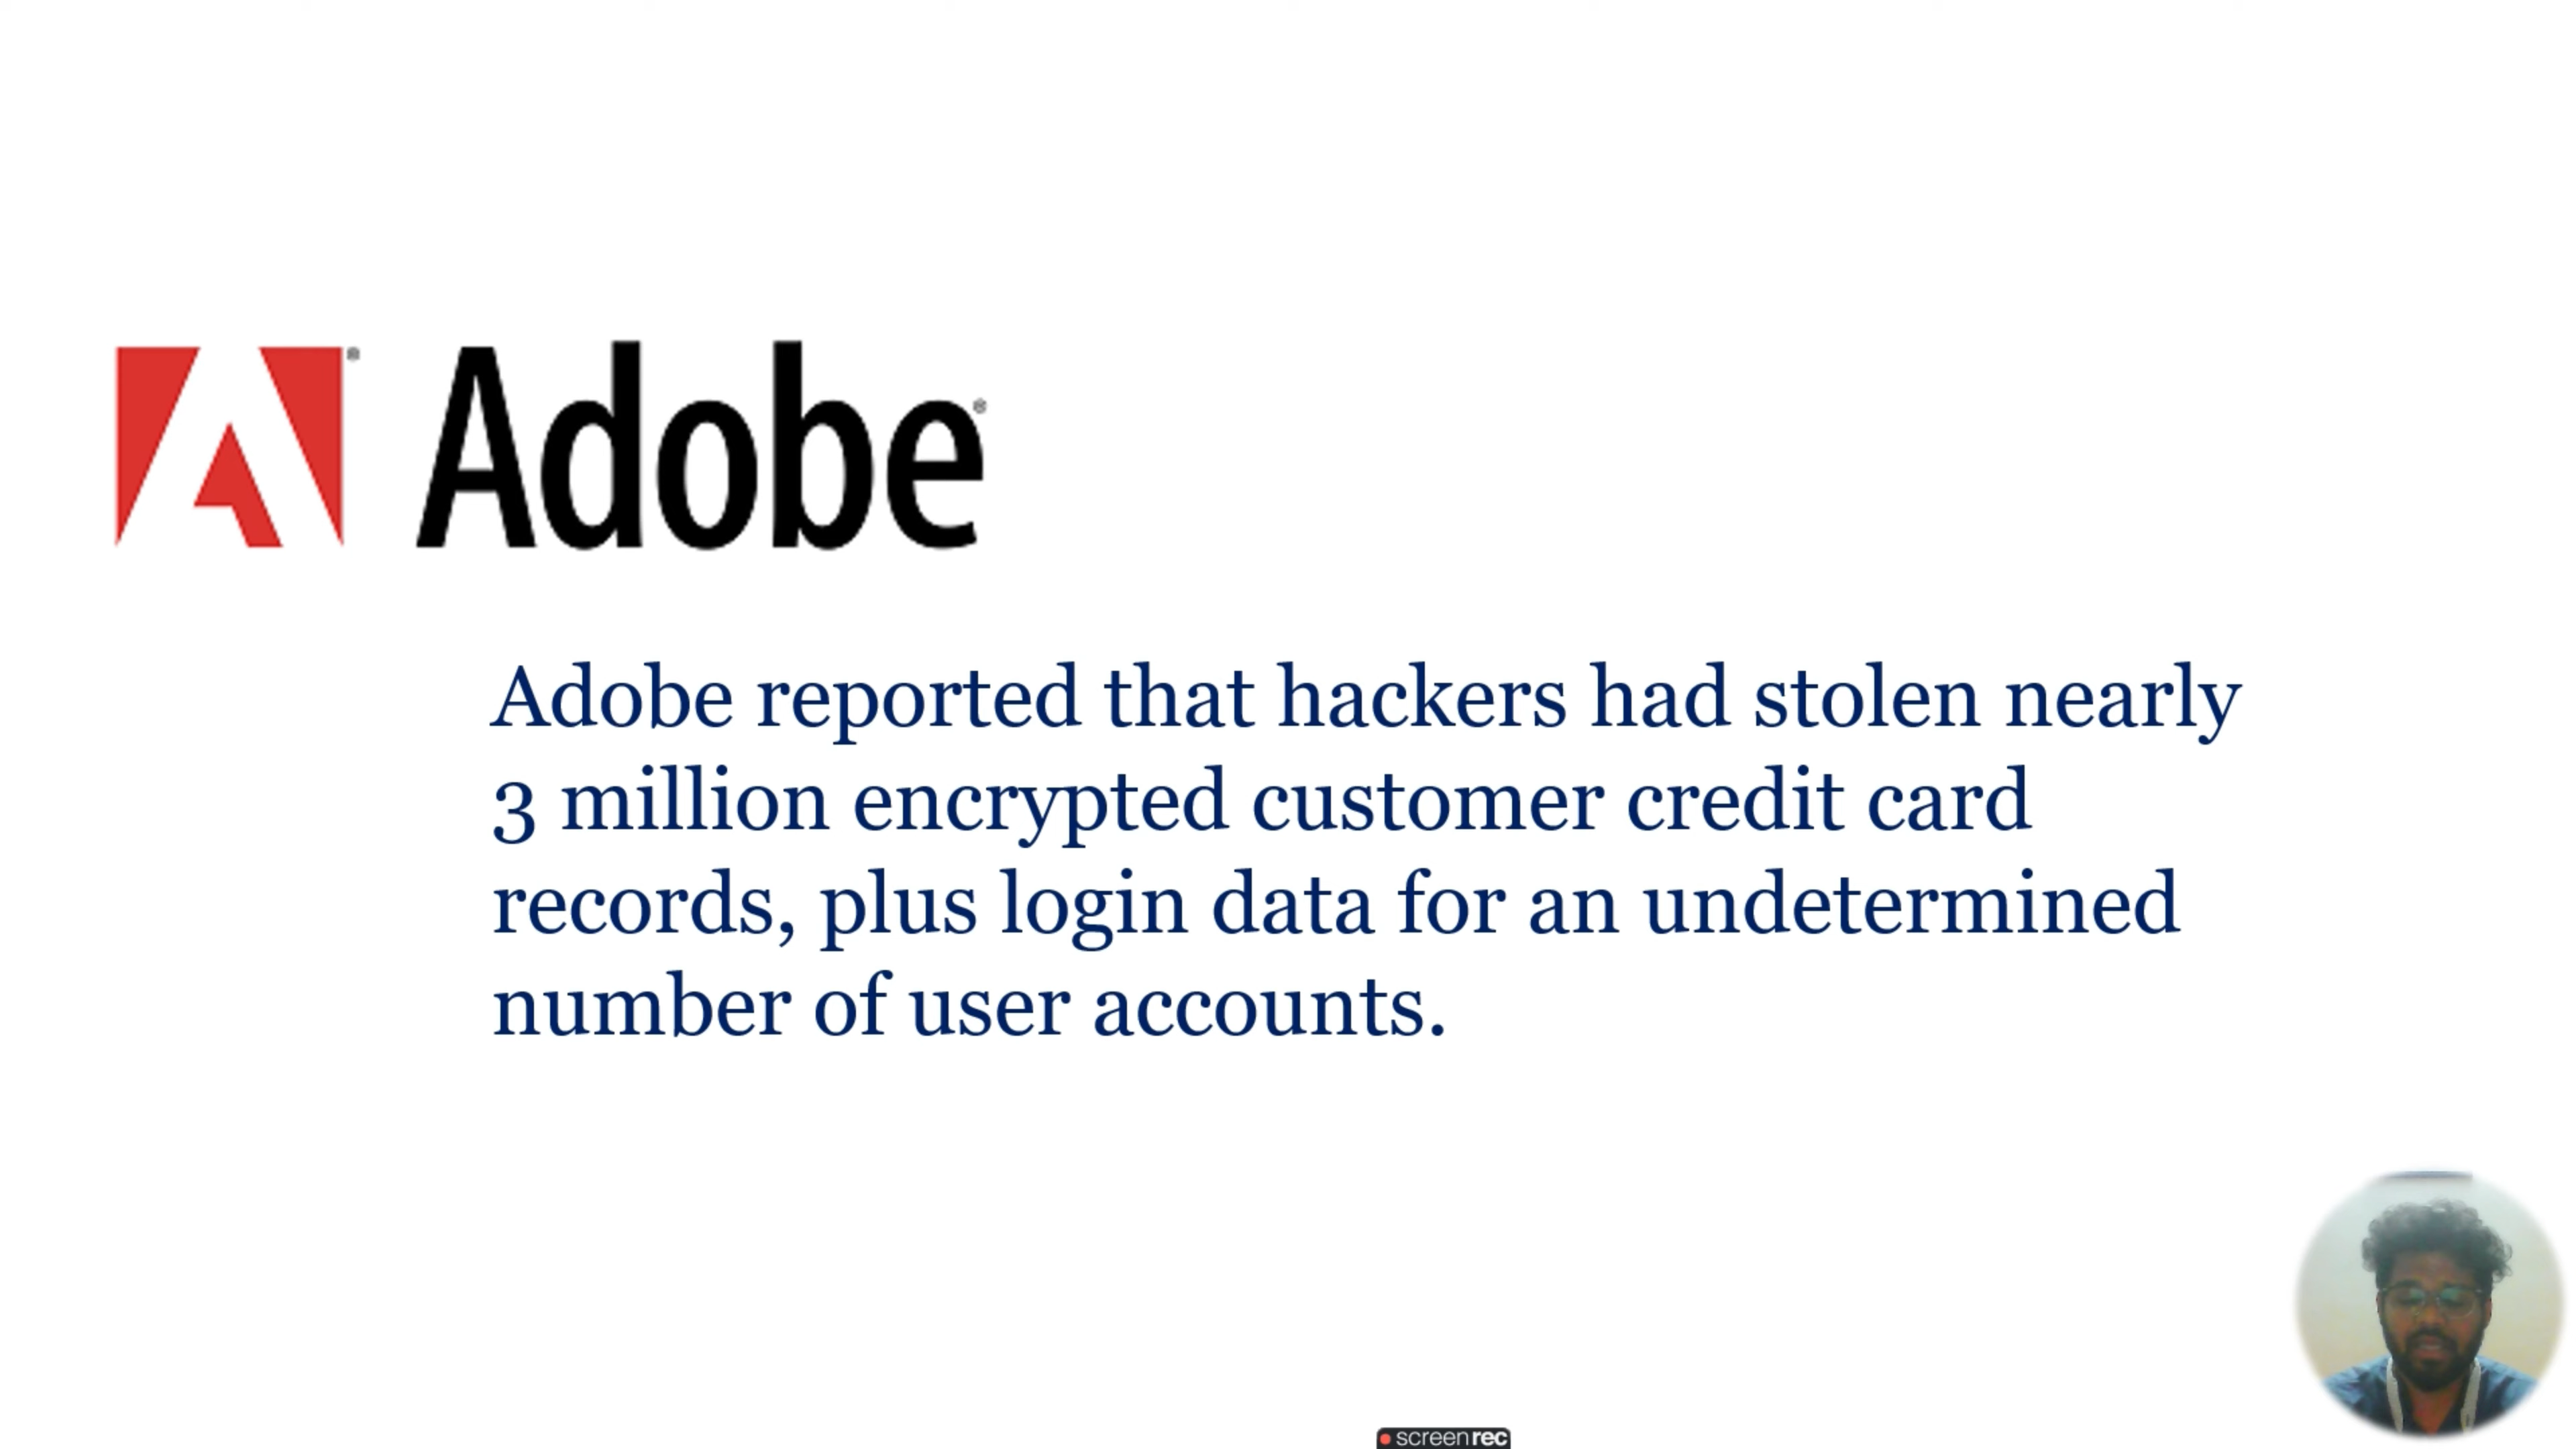 Adobe
Adobe reported that hackers had stolen nearly
3 million encrypted customer credit card
records, plus login data for an undetermined
number of user accounts.
screenrec